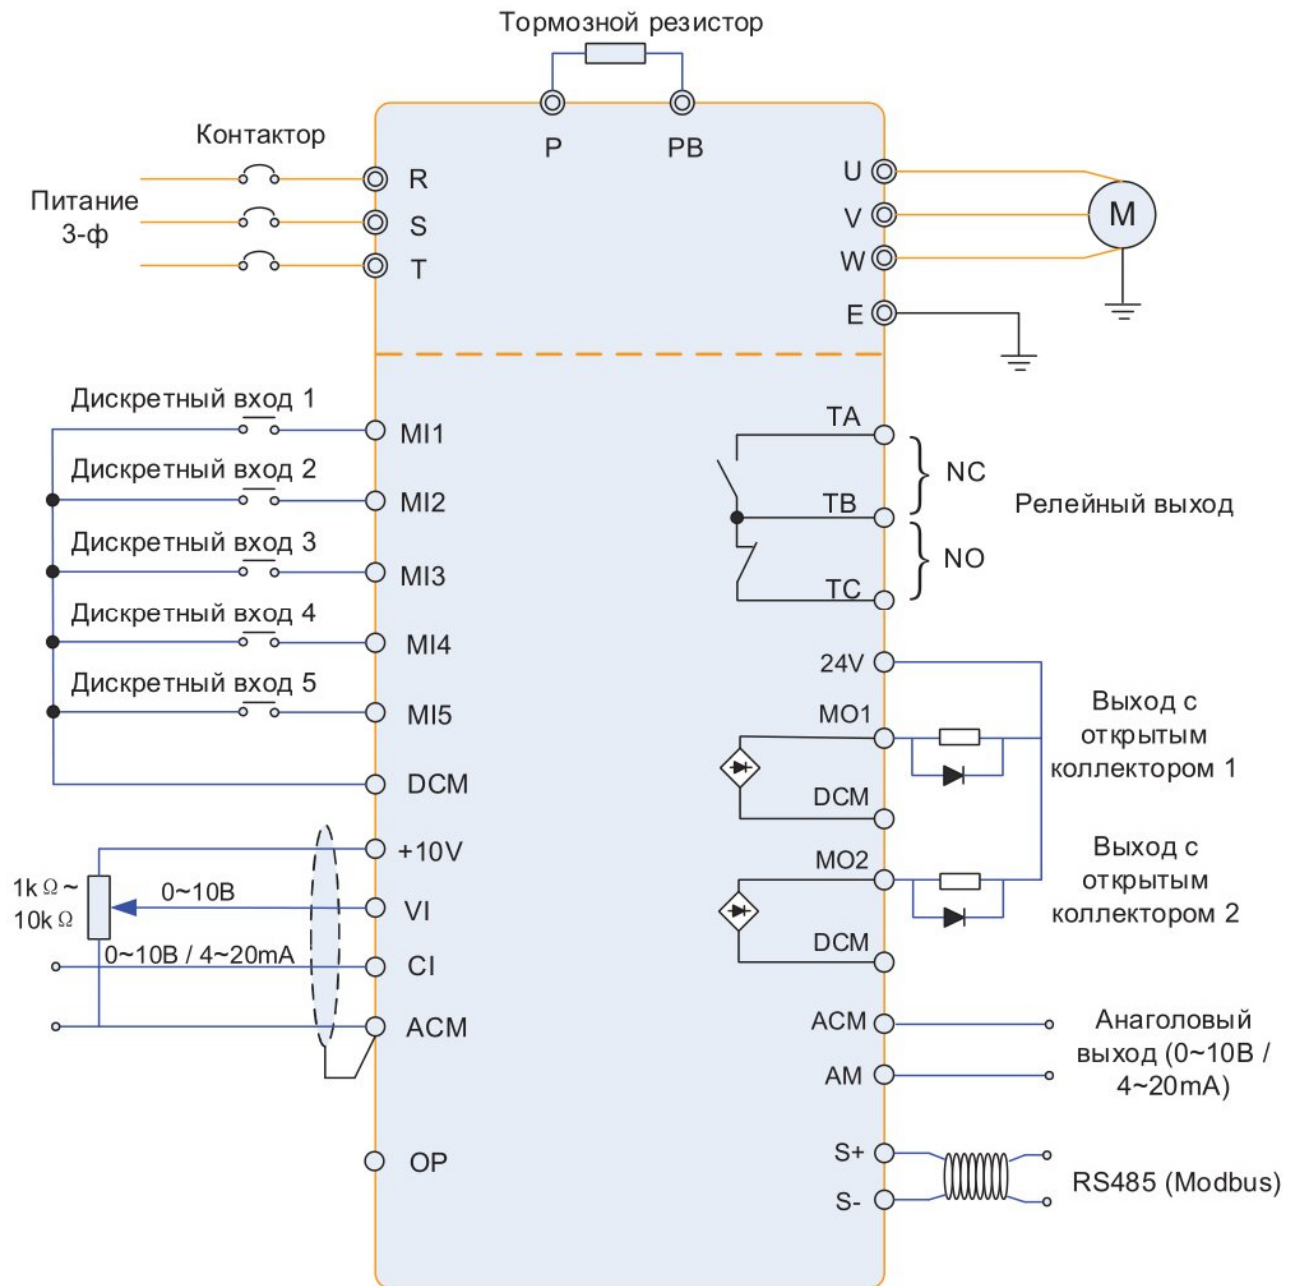 Тормозной резистор
P
PB
Контактор
Питание
3-ф
R
S
T
U
V
W
M
E
Дискретный вход 1
MI1
Дискретный вход 2
MI2
Дискретный вход 3
MI3
Дискретный вход 4
MI4
Дискретный вход 5
MI5
DCM
+10V
1k Ω ~
10k Ω
0~10В
VI
0~10В / 4~20mA
CI
ACM
OP
TA
NC
TB
Релейный выход
NO
TC
24V
MO1
Выход с
открытым
коллектором 1
DCM
MO2
Выход с
открытым
коллектором 2
DCM
ACM
AM
Анаголовый
выход (0~10В /
4~20mA)
S+
S-
RS485 (Modbus)